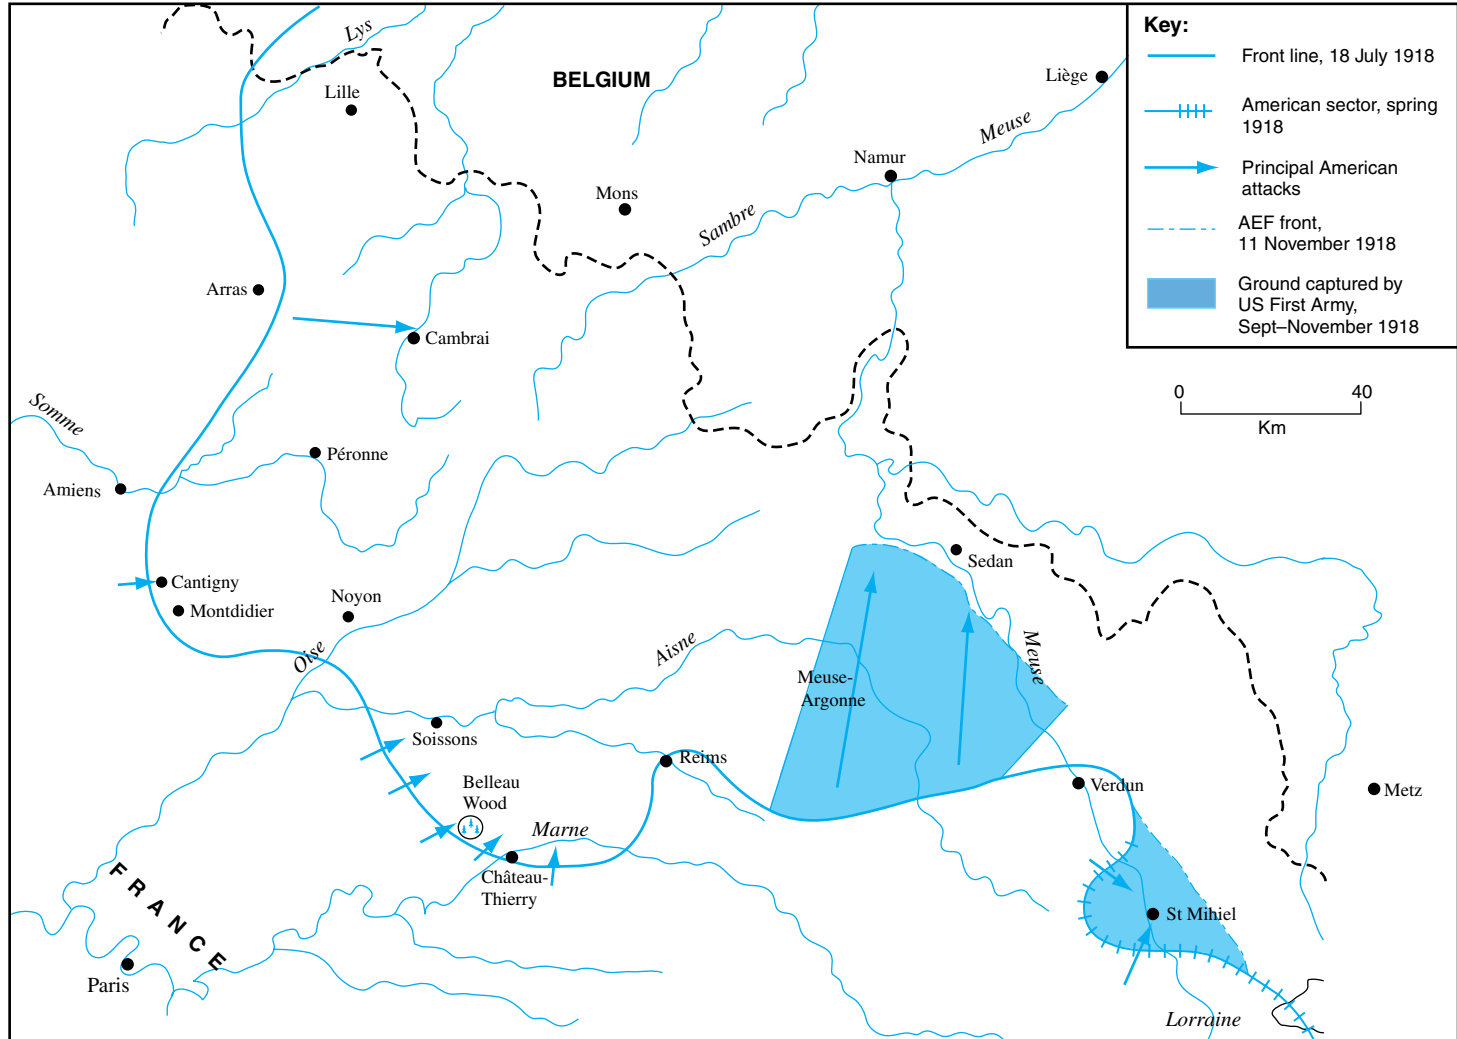 Key:
Front line, 18 July 1918
American sector, spring
1918
Principal American
attacks
AEF front,
11 November 1918
Ground captured by
US First Army,
Sept–November 1918
0 40
Km
Lys
Lille
BELGIUM
Liège
Meuse
Namur
Mons
Sambre
Arras
Cambrai
Somme
Péronne
Amiens
Cantigny
Montdidier
Noyon
Oise
Sedan
Aisne
Meuse
Meuse-
Argonne
Soissons
Reims
Belleau
Wood
Verdun
Metz
Marne
Château-
Thierry
FRANCE
St Mihiel
Paris
Lorraine